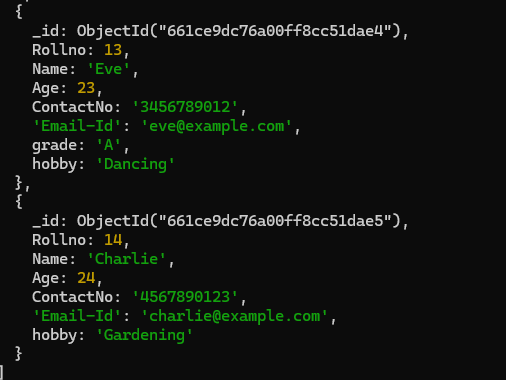 {
_id: ObjectId("661ce9dc76a00ff8cc51dae4"),
Rollno: 13,
Name: 'Eve',
Age: 23,
ContactNo: '3456789012',
'Email-Id': 'eve@example.com',
grade: 'A',
hobby: 'Dancing'
},
{
_id: ObjectId("661ce9dc76a00ff8cc51dae5"),
Rollno: 14,
Name: 'Charlie',
Age: 24,
ContactNo: '4567890123',
'Email-Id': 'charlie@example.com',
hobby: 'Gardening'
}
]